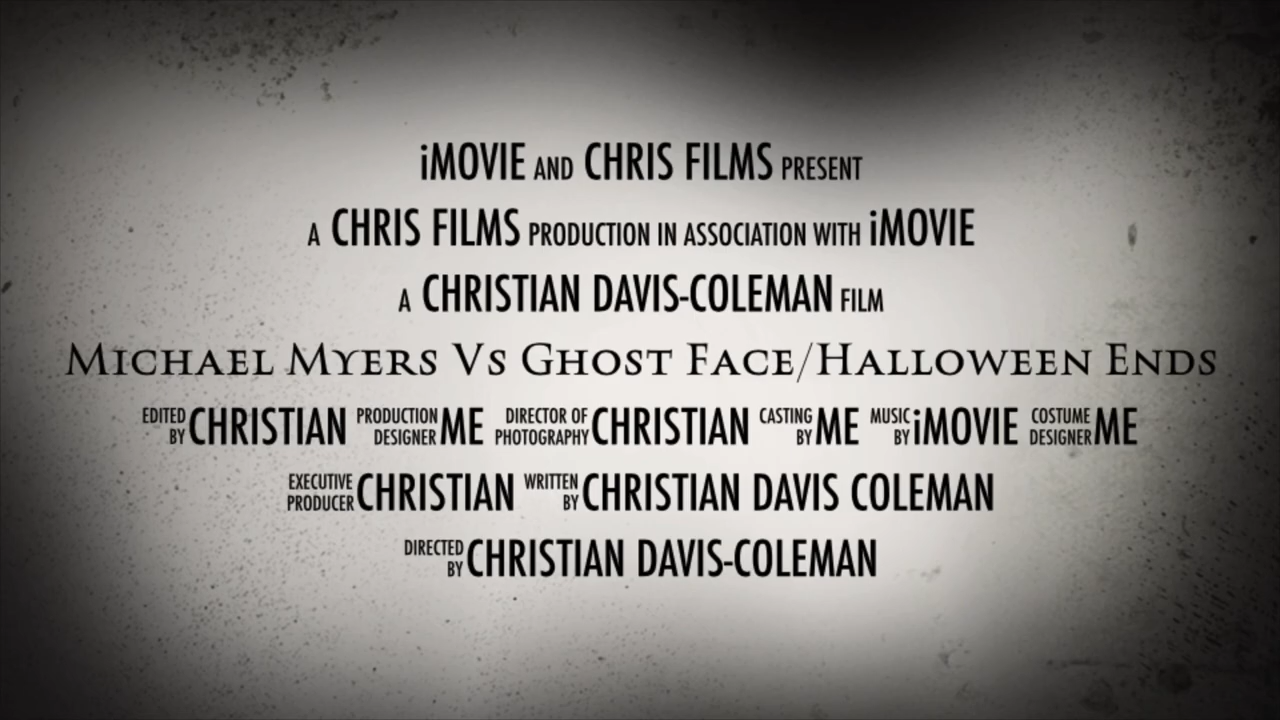 iMOVIE AND CHRIS FILMS PRESENT
A CHRIS FILMS PRODUCTION IN ASSOCIATION WITH iMOVIE
A CHRISTIAN DAVIS-COLEMAN FILM
MICHAEL MYERS VS GHOST FACE/HALLOWEEN ENDS
EDITED BY CHRISTIAN PRODUCTION DESIGNER ME DIRECTOR OF PHOTOGRAPHY CHRISTIAN CASTING BY ME MUSIC BY iMOVIE COSTUME DESIGNER ME
EXECUTIVE PRODUCER CHRISTIAN WRITTEN BY CHRISTIAN DAVIS COLEMAN
DIRECTED BY CHRISTIAN DAVIS-COLEMAN